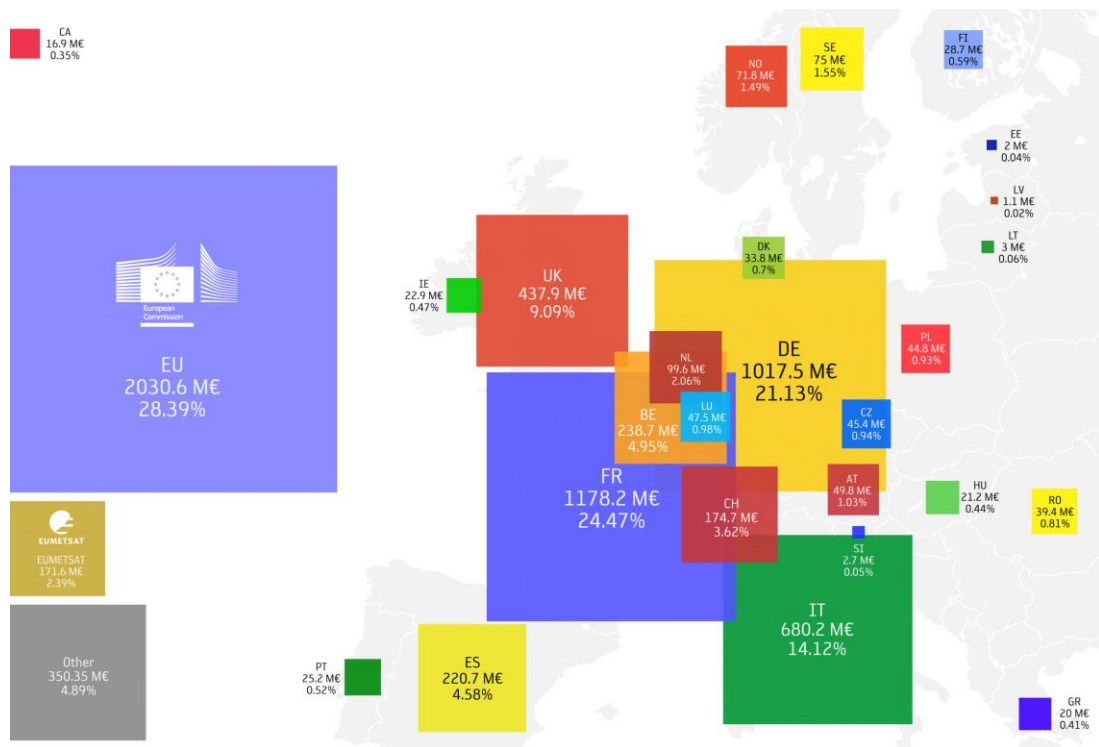 CA
16.9 M€
0.35%
NO
71.8 M€
1.49%
SE
75 M€
1.55%
FI
28.7 M€
0.59%
EE
2 M€
0.04%
LV
1.1 M€
0.02%
LT
3 M€
0.06%
European
Commission
EU
2030.6 M€
28.39%
IE
22.9 M€
0.47%
UK
437.9 M€
9.09%
DK
33.8 M€
0.7%
DE
1017.5 M€
21.13%
PL
44.8 M€
0.93%
NL
99.6 M€
2.06%
BE
238.7 M€
4.95%
LU
47.5 M€
0.98%
CZ
45.4 M€
0.94%
FR
1178.2 M€
24.47%
CH
174.7 M€
3.62%
AT
49.8 M€
1.03%
HU
21.2 M€
0.44%
RO
39.4 M€
0.81%
EUMETSAT
EUMETSAT
171.6 M€
2.39%
SI
2.7 M€
0.05%
IT
680.2 M€
14.12%
Other
350.35 M€
4.89%
PT
25.2 M€
0.52%
ES
220.7 M€
4.58%
GR
20 M€
0.41%